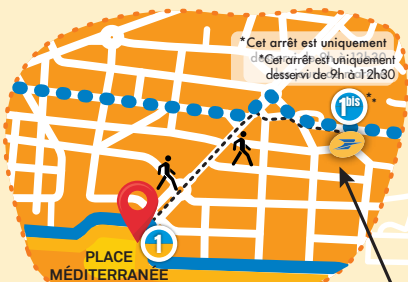 *Cet arrêt est uniquement
*Cet arrêt est uniquement
desservi de 9h à 12h30
1bis
*
*
1
PLACE
MÉDITERRANÉE